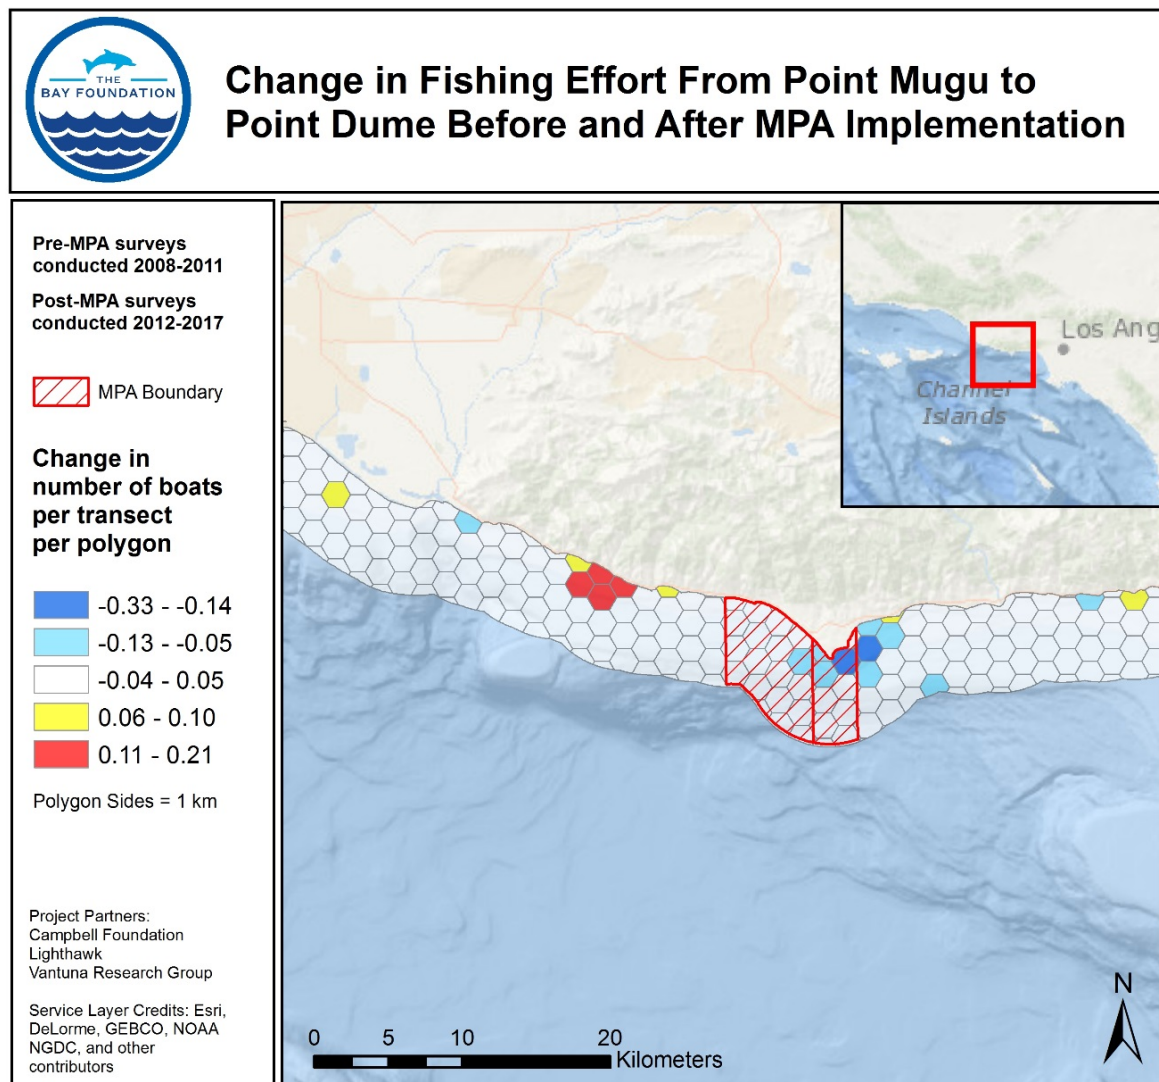 THE
BAY FOUNDATION
Change in Fishing Effort From Point Mugu to
Point Dume Before and After MPA Implementation
Pre-MPA surveys
conducted 2008-2011
Post-MPA surveys
conducted 2012-2017
MPA Boundary
Change in
number of boats
per transect
per polygon
-0.33 - -0.14
-0.13 - -0.05
-0.04 - 0.05
0.06 - 0.10
0.11 - 0.21
Polygon Sides = 1 km
Project Partners:
Campbell Foundation
Lighthawk
Vantuna Research Group
Service Layer Credits: Esri,
DeLorme, GEBCO, NOAA
NGDC, and other
contributors
Los Ang
Channel
Islands
0 5 10 20
Kilometers
N